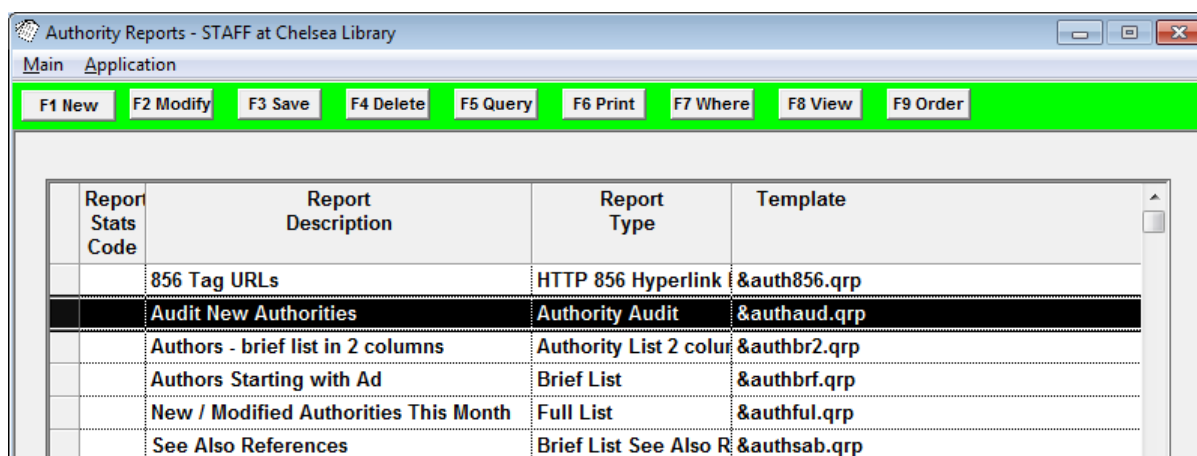 Authority Reports - STAFF at Chelsea Library
Main Application
F1 New F2 Modify F3 Save F4 Delete F5 Query F6 Print F7 Where F8 View F9 Order
Report Report Report Template
Stats Description Type
Code
856 Tag URLs HTTP 856 Hyperlink &auth856.qrp
Audit New Authorities Authority Audit &authaud.qrp
Authors - brief list in 2 columns Authority List 2 colu &authbr2.qrp
Authors Starting with Ad Brief List &authbrf.qrp
New / Modified Authorities This Month Full List &authful.qrp
See Also References Brief List See Also R &authsab.qrp